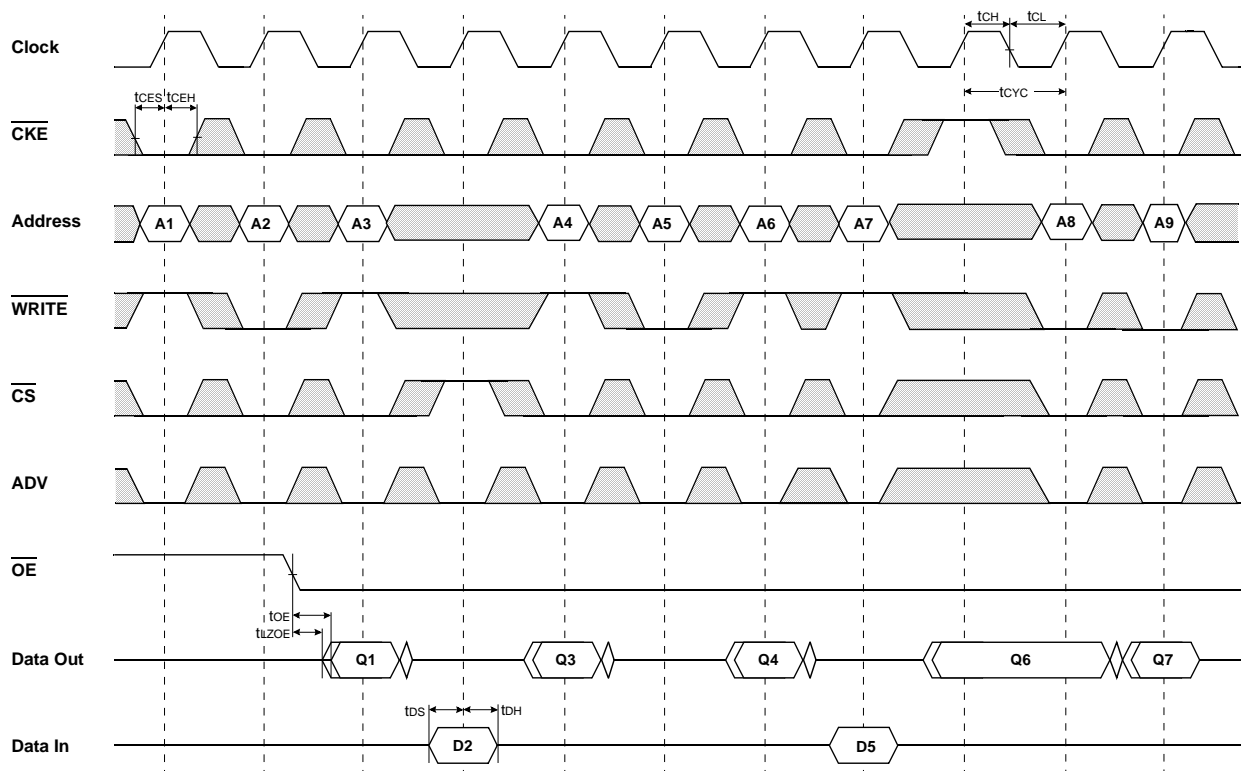 tCH tCL
Clock
tCYC
tCES tCEH
CKE
Address A1 A2 A3 A4 A5 A6 A7 A8 A9
WRITE
CS
ADV
OE
tOE
tLZOE
Data Out Q1 Q3 Q4 Q6 Q7
tDS tDH
Data In D2 D5